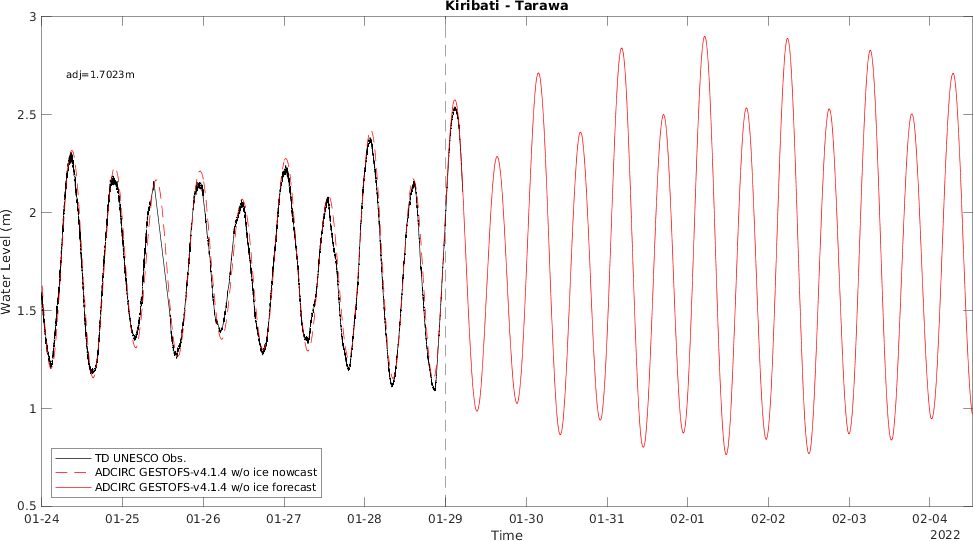 Kiribati - Tarawa
3
adj=1.7023m
2.5
2
Water Level (m)
1.5
1
TD UNESCO Obs.
ADCIRC GESTOFS-v4.1.4 w/o ice nowcast
ADCIRC GESTOFS-v4.1.4 w/o ice forecast
0.5
01-24 01-25 01-26 01-27 01-28 01-29 01-30 01-31 02-01 02-02 02-03 02-04
Time
2022